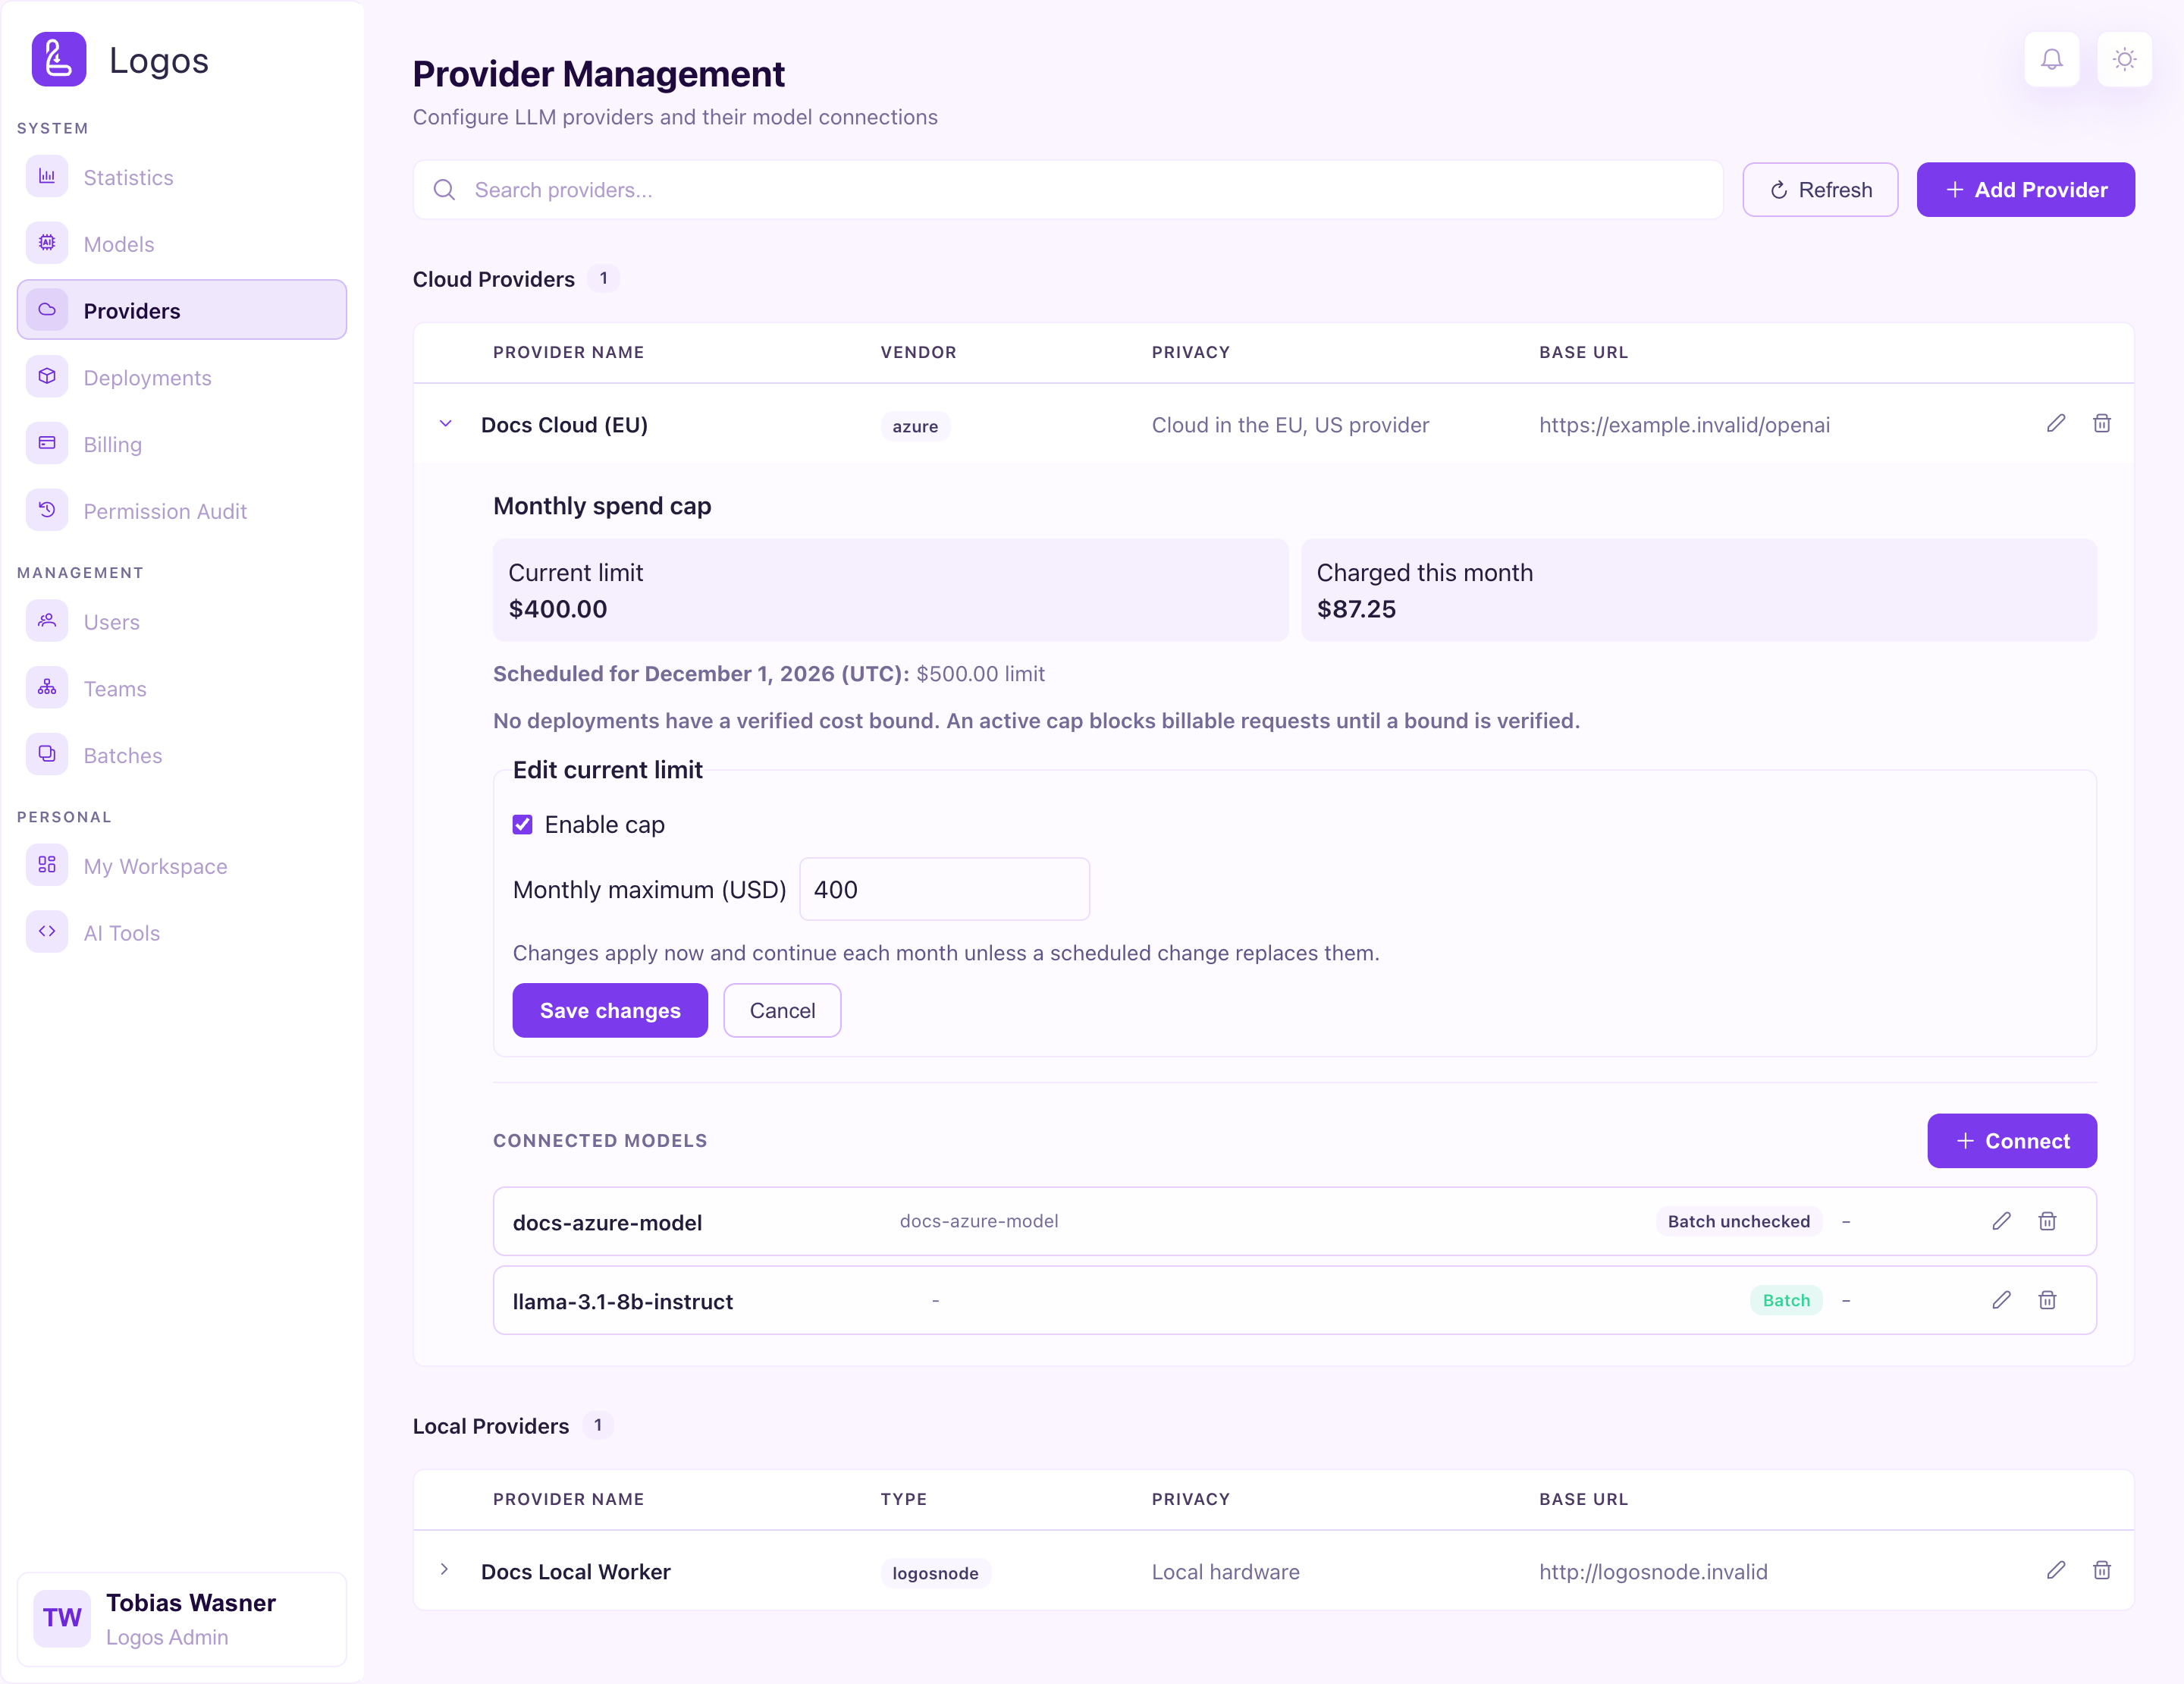 Logos
SYSTEM
Statistics
Models
Providers
Deployments
Billing
Permission Audit
MANAGEMENT
Users
Teams
Batches
PERSONAL
My Workspace
AI Tools
TW
Tobias Wasner
Logos Admin
Provider Management
Configure LLM providers and their model connections
Search providers...
Refresh
Add Provider
Cloud Providers 1
PROVIDER NAME VENDOR PRIVACY BASE URL
Docs Cloud (EU) azure Cloud in the EU, US provider https://example.invalid/openai
Monthly spend cap
Current limit
$400.00
Charged this month
$87.25
Scheduled for December 1, 2026 (UTC): $500.00 limit
No deployments have a verified cost bound. An active cap blocks billable requests until a bound is verified.
Edit current limit
Enable cap
Monthly maximum (USD) 400
Changes apply now and continue each month unless a scheduled change replaces them.
Save changes Cancel
CONNECTED MODELS
Connect
docs-azure-model docs-azure-model Batch unchecked –
llama-3.1-8b-instruct - Batch –
Local Providers 1
PROVIDER NAME TYPE PRIVACY BASE URL
Docs Local Worker logosnode Local hardware http://logosnode.invalid